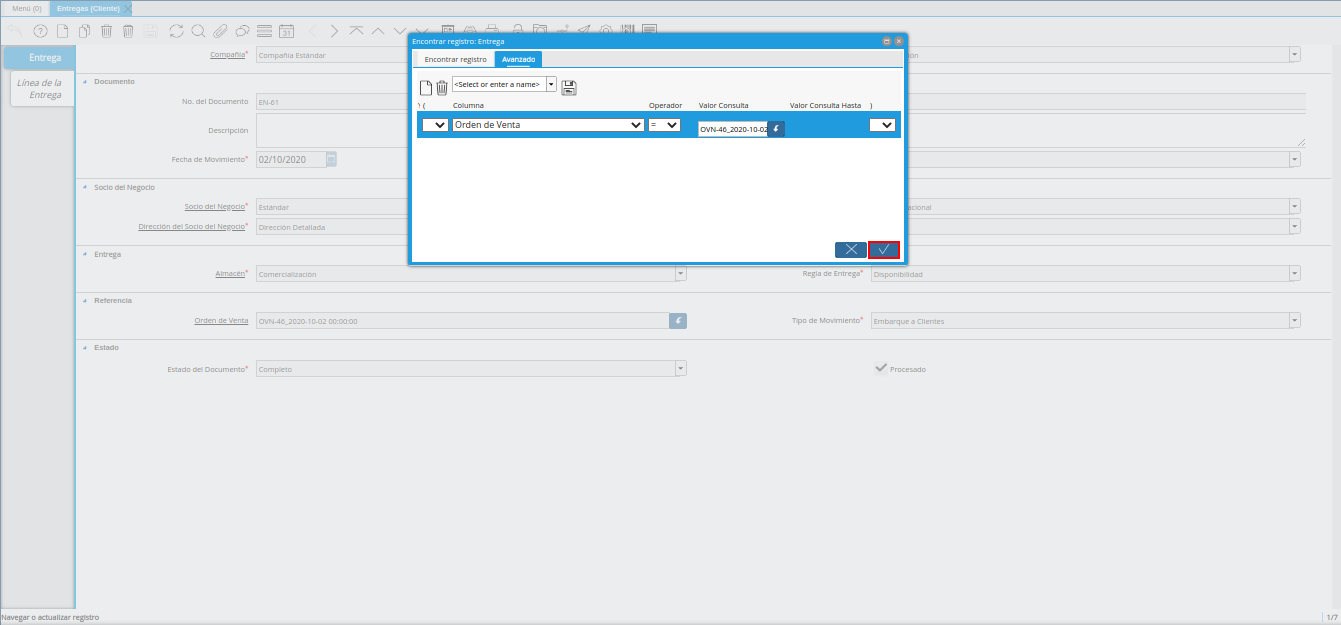 Menú (0)
Entregas (Cliente)
Encontrar registro: Entrega
Encontrar registro
Avanzado
<Select or enter a name>
\ (
Columna
Operador
Valor Consulta
Valor Consulta Hasta
)
Orden de Venta
=
OVN-46_2020-10-02
Entrega
Línea de la
Entrega
Compañía*
Compañia Estandar
Documento
No. del Documento
EN-61
Descripción
Fecha de Movimiento*
02/10/2020
31
Socio del Negocio
Socio del Negocio*
Estándar
Dirección del Socio del Negocio*
Dirección Detallada
Entrega
Almacén*
Comercialización
Regla de Entrega*
Disponibilidad
Referencia
Orden de Venta
OVN-46_2020-10-02 00:00:00
Tipo de Movimiento*
Embarque a Clientes
Estado
Estado del Documento*
Completo
Procesado
Navegar o actualizar registro
1/7